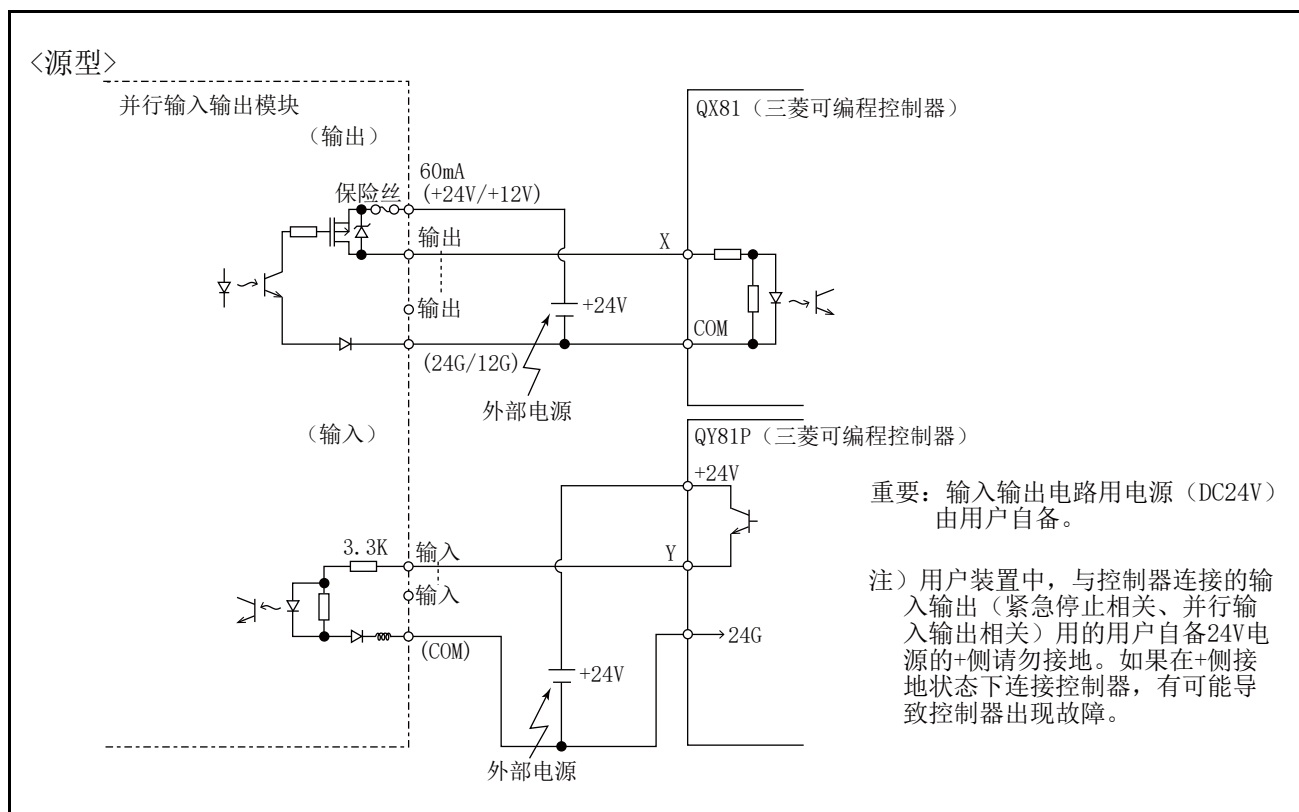 <源型>
并行输入输出模块
（输出）
60mA
保险丝 (+24V/+12V)
输出
输出
(24G/12G)
+24V
外部电源
QX81（三菱可编程控制器）
X
COM
（输入）
3.3K
输入
输入
(COM)
+24V
外部电源
QY81P（三菱可编程控制器）
+24V
Y
24G
重要：输入输出电路用电源（DC24V）
由用户自备。
注）用户装置中，与控制器连接的输
入输出（紧急停止相关、并行输
入输出相关）用的用户自备24V电
源的+侧请勿接地。如果在+侧接
地状态下连接控制器，有可能导
致控制器出现故障。